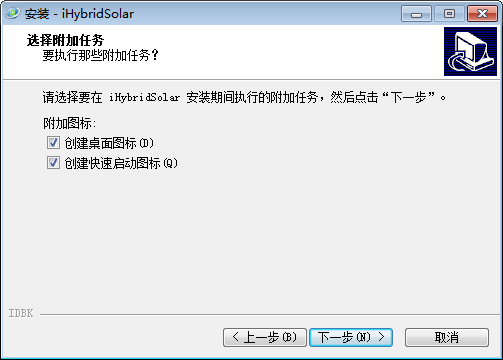 安装 - iHybridSolar
选择附加任务
要执行那些附加任务？
请选择要在 iHybridSolar 安装期间执行的附加任务，然后点击“下一步”。
附加图标:
创建桌面图标(D)
创建快速启动图标(Q)
IDBK
< 上一步(B)
下一步(N) >
取消